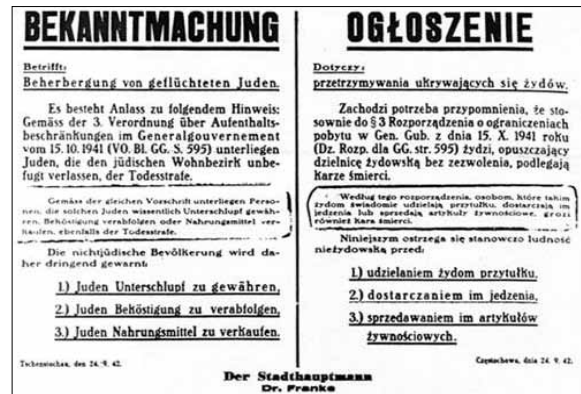 BEKANNTMACHUNG
Betrifft:
Beherbergung von geflüchteten Juden.
Es besteht Anlass zu folgendem Hinweis:
Gemäss der 3. Verordnung über Aufenthalts-
beschränkungen im Generalgouvernement
vom 15.10.1941 (VO. Bl. GG. S. 595) unterliegen
Juden, die den jüdischen Wohnbezirk unbe-
fugt verlassen, der Todesstrafe.
Gemäss der gleichen Vorschrift unterliegen Perso-
nen, die solchen Juden wissentlich Unterschlupf gewäh-
ren, Beköstigung verabfolgen oder Nahrungsmittel ver-
kaufen, ebenfalls der Todesstrafe.
Die nichtjüdische Bevölkerung wird da-
her dringend gewarnt:
1.) Juden Unterschlupf zu gewähren,
2.) Juden Beköstigung zu verabfolgen,
3.) Juden Nahrungsmittel zu verkaufen.
Tschenstochau, den 24. 9. 42.
OGŁOSZENIE
Dotyczy:
przetrzymywania ukrywających się żydów.
Zachodzi potrzeba przypomnienia, że sto-
sownie do § 3 Rozporządzenia o ograniczeniach
pobytu w Gen. Gub. z dnia 15. X. 1941 roku
(Dz. Rozp. dla GG. str. 595) żydzi, opuszczający
dzielnicę żydowską bez zezwolenia, podlegają
karze śmierci.
Według tego rozporządzenia, osobom, które takim
żydom świadomie udzielają przytułku, dostarczają im
jedzenia lub sprzedają artykuły żywnościowe, grozi
również kara śmierci.
Niniejszym ostrzega się stanowczo ludność
nieżydowską przed:
1.) udzielaniem żydom przytułku,
2.) dostarczaniem im jedzenia,
3.) sprzedawaniem im artykułów
żywnościowych.
Częstochowa, dnia 24. 9. 42.
Der Stadthauptmann
Dr. Franke